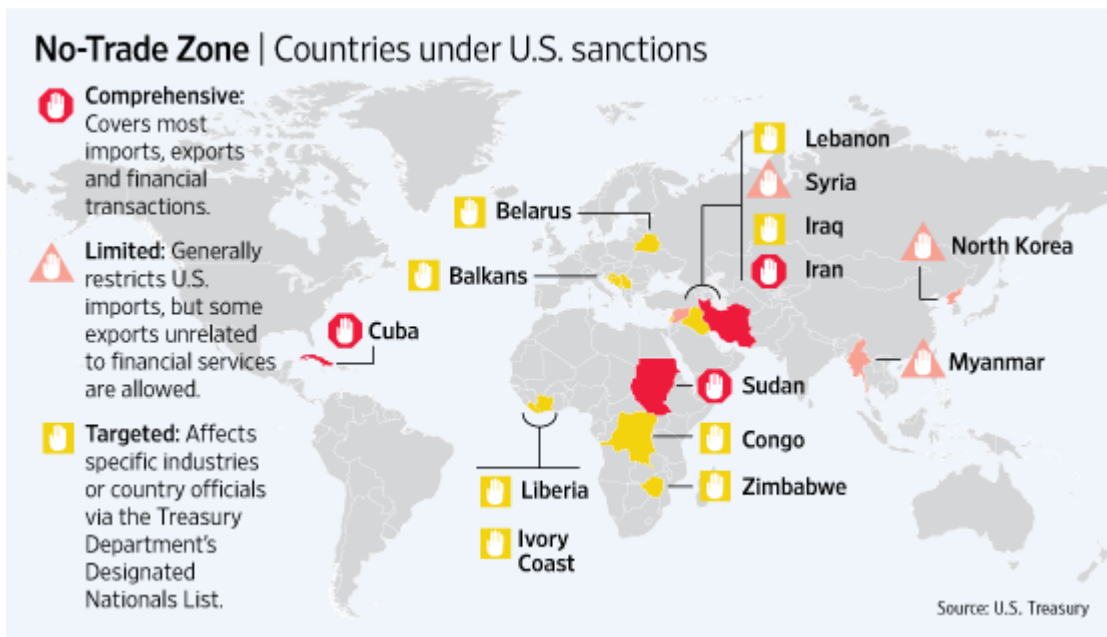 No-Trade Zone | Countries under U.S. sanctions
Comprehensive:
Covers most
imports, exports
and financial
transactions.
Limited: Generally
restricts U.S.
imports, but some
exports unrelated
to financial services
are allowed.
Targeted: Affects
specific industries
or country officials
via the Treasury
Department's
Designated
Nationals List.
Cuba
Belarus
Balkans
Lebanon
Syria
Iraq
Iran
North Korea
Myanmar
Sudan
Congo
Zimbabwe
Liberia
Ivory
Coast
Source: U.S. Treasury